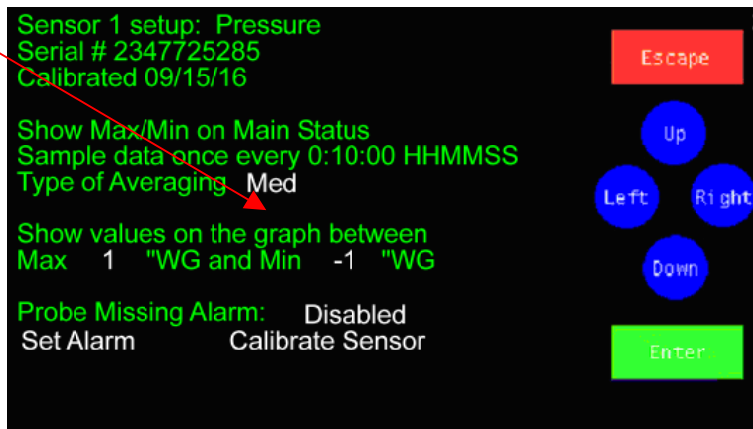 Sensor 1 setup: Pressure
Serial # 2347725285
Calibrated 09/15/16
Show Max/Min on Main Status
Sample data once every 0:10:00 HHMMSS
Type of Averaging Med
Show values on the graph between
Max 1 "WG and Min -1 "WG
Probe Missing Alarm: Disabled
Set Alarm Calibrate Sensor
Escape
Up
Left Right
Down
Enter